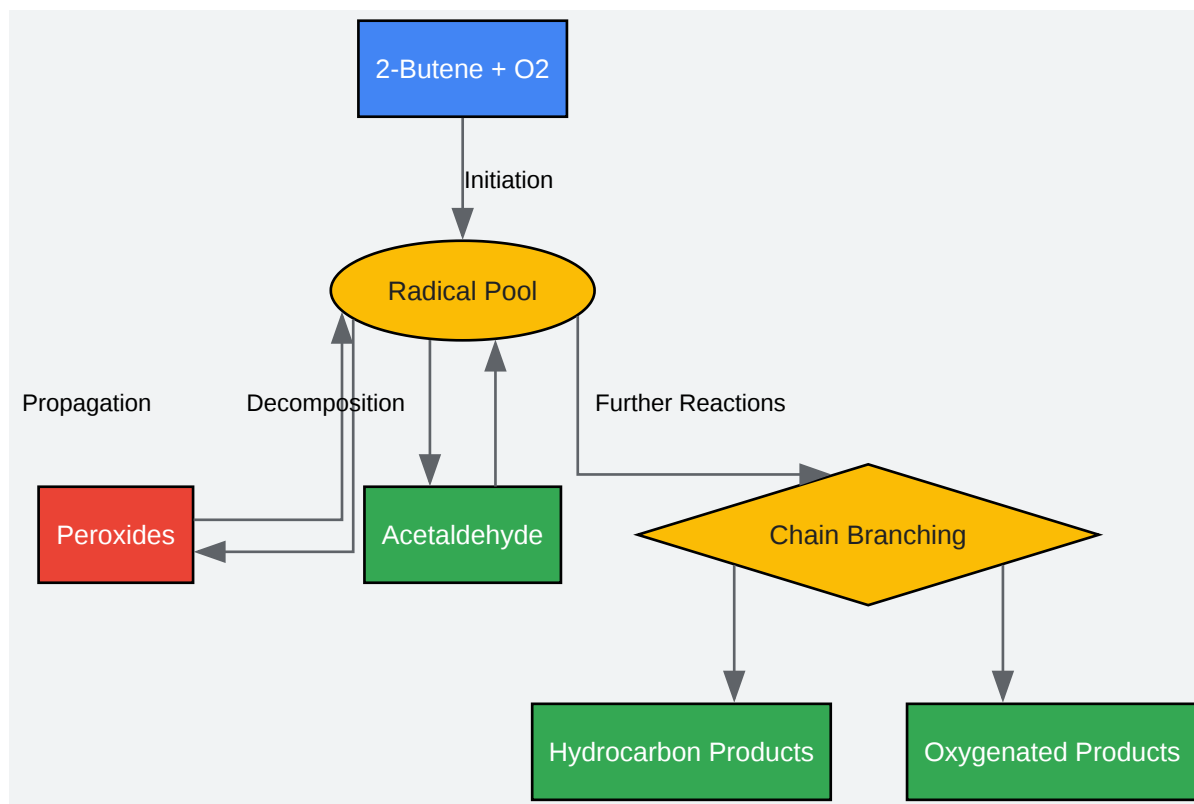 2-Butene + O2
Initiation
Radical Pool
Propagation
Decomposition
Further Reactions
Peroxides
Acetaldehyde
Chain Branching
Hydrocarbon Products
Oxygenated Products